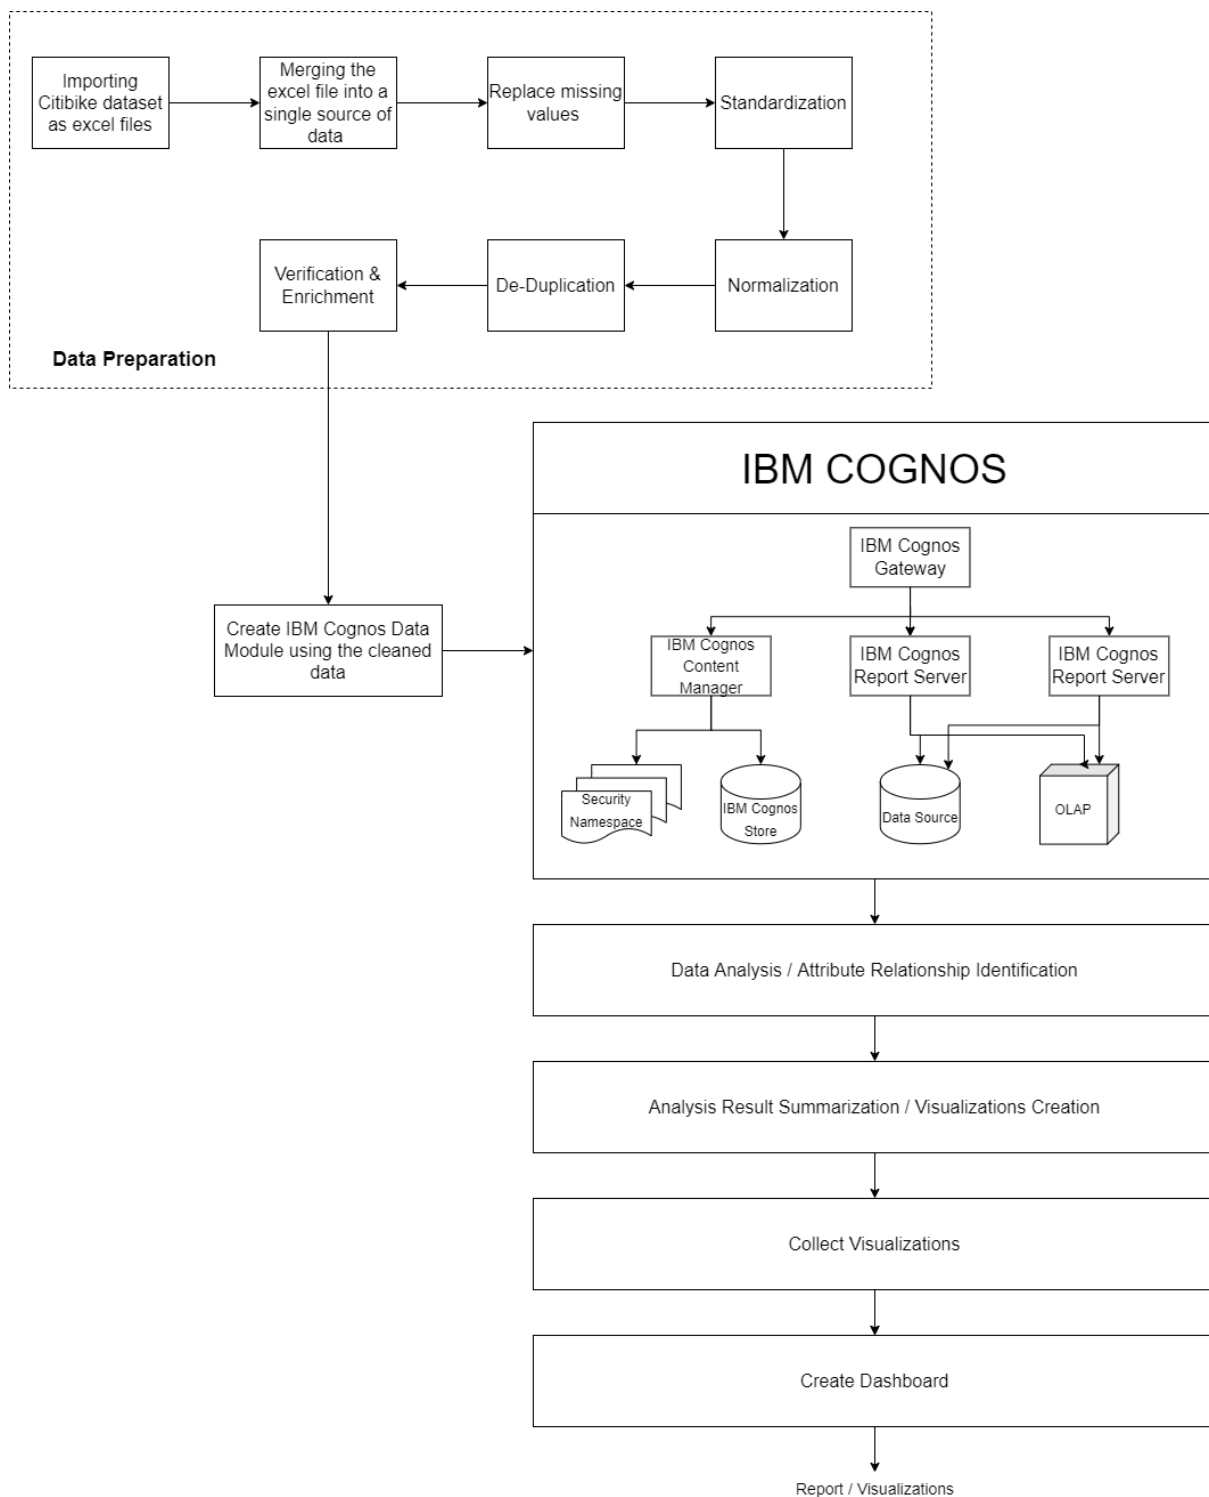 Importing
Citibike dataset
as excel files
Merging the
excel file into a
single source of
data
Replace missing
values
Standardization
Verification &
Enrichment
De-Duplication
Normalization
Data Preparation
IBM COGNOS
IBM Cognos
Gateway
Create IBM Cognos Data
Module using the cleaned
data
IBM Cognos
Content
Manager
IBM Cognos
Report Server
IBM Cognos
Report Server
Security
Namespace
IBM Cognos
Store
Data Source
OLAP
Data Analysis / Attribute Relationship Identification
Analysis Result Summarization / Visualizations Creation
Collect Visualizations
Create Dashboard
Report / Visualizations